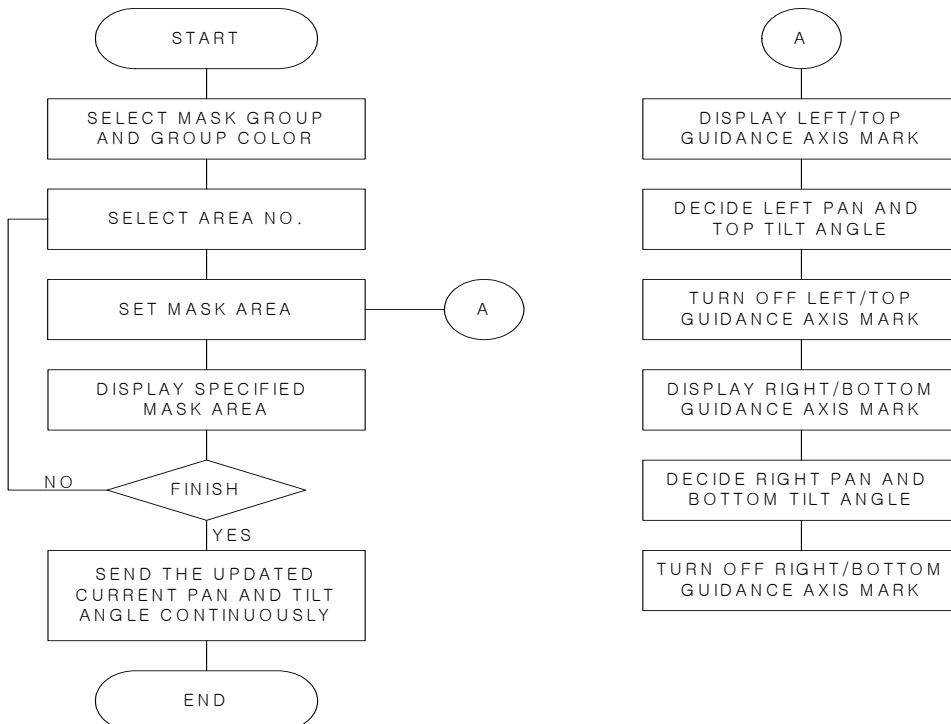 START
SELECT MASK GROUP
AND GROUP COLOR
SELECT AREA NO.
SET MASK AREA
A
DISPLAY SPECIFIED
MASK AREA
NO
FINISH
YES
SEND THE UPDATED
CURRENT PAN AND TILT
ANGLE CONTINUOUSLY
END
A
DISPLAY LEFT/TOP
GUIDANCE AXIS MARK
DECIDE LEFT PAN AND
TOP TILT ANGLE
TURN OFF LEFT/TOP
GUIDANCE AXIS MARK
DISPLAY RIGHT/BOTTOM
GUIDANCE AXIS MARK
DECIDE RIGHT PAN AND
BOTTOM TILT ANGLE
TURN OFF RIGHT/BOTTOM
GUIDANCE AXIS MARK